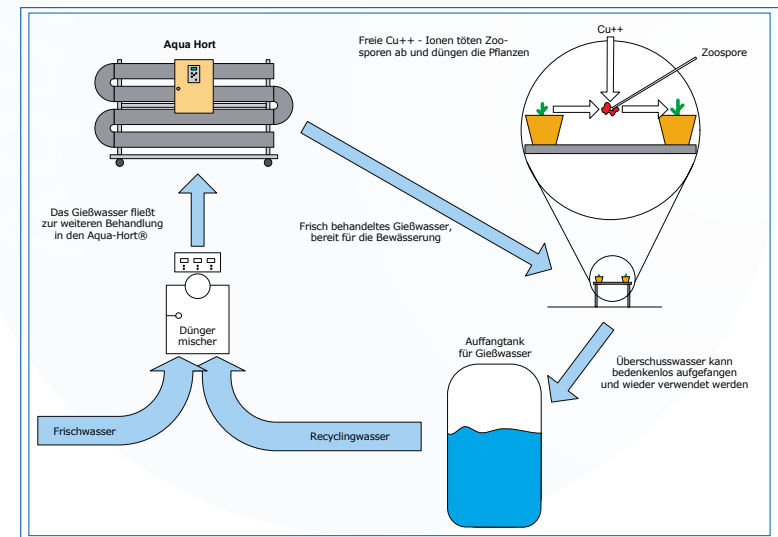 Aqua Hort
Freie Cu++ - Ionen töten Zoo-
sporen ab und düngen die Pflanzen
Cu++
Zoospore
Das Gießwasser fließt
zur weiteren Behandlung
in den Aqua-Hort®
Frisch behandeltes Gießwasser,
bereit für die Bewässerung
Dünger
mischer
Auffangtank
für Gießwasser
Überschusswasser kann
bedenkenlos aufgefangen
und wieder verwendet werden
Frischwasser
Recyclingwasser